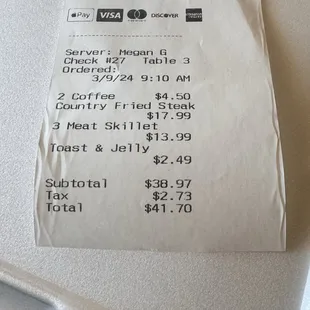 Pay VISA DISCOVER
Server: Megan G
Check #27 Table 3
Ordered:
3/9/24 9:10 AM
2 Coffee $4.50
Country Fried Steak
$17.99
3 Meat Skillet
$13.99
Toast & Jelly
$2.49
Subtotal $38.97
Tax $2.73
Total $41.70